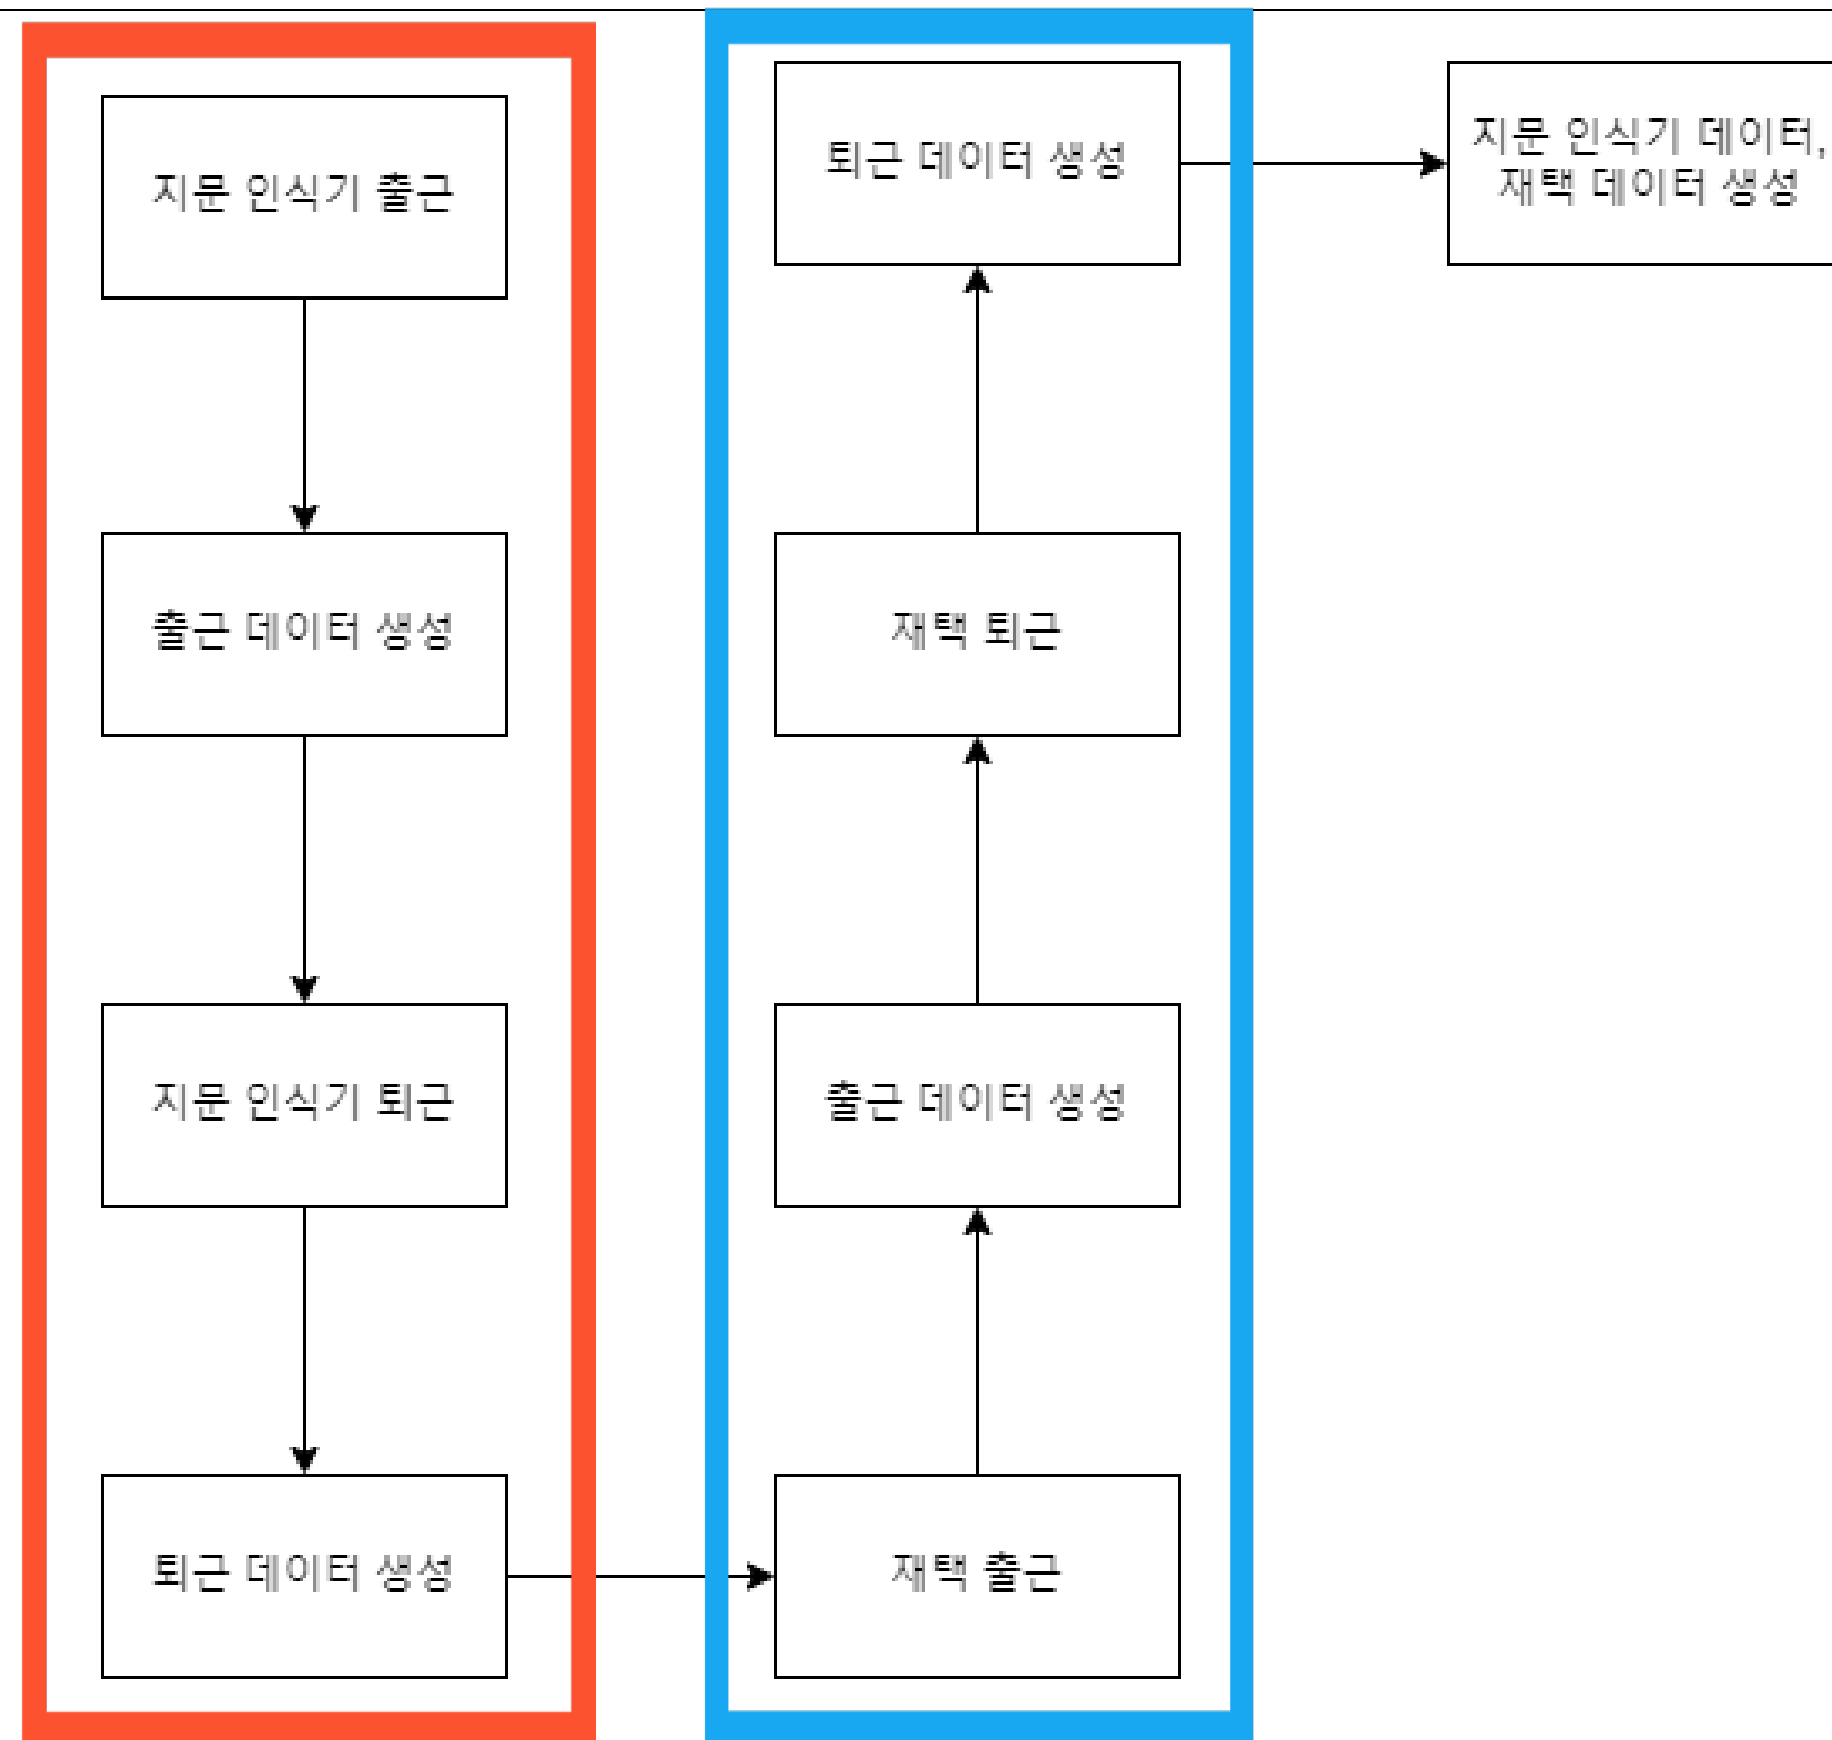 지문 인식기 출근
출근 데이터 생성
지문 인식기 퇴근
퇴근 데이터 생성
재택 출근
출근 데이터 생성
재택 퇴근
퇴근 데이터 생성
지문 인식기 데이터,
재택 데이터 생성